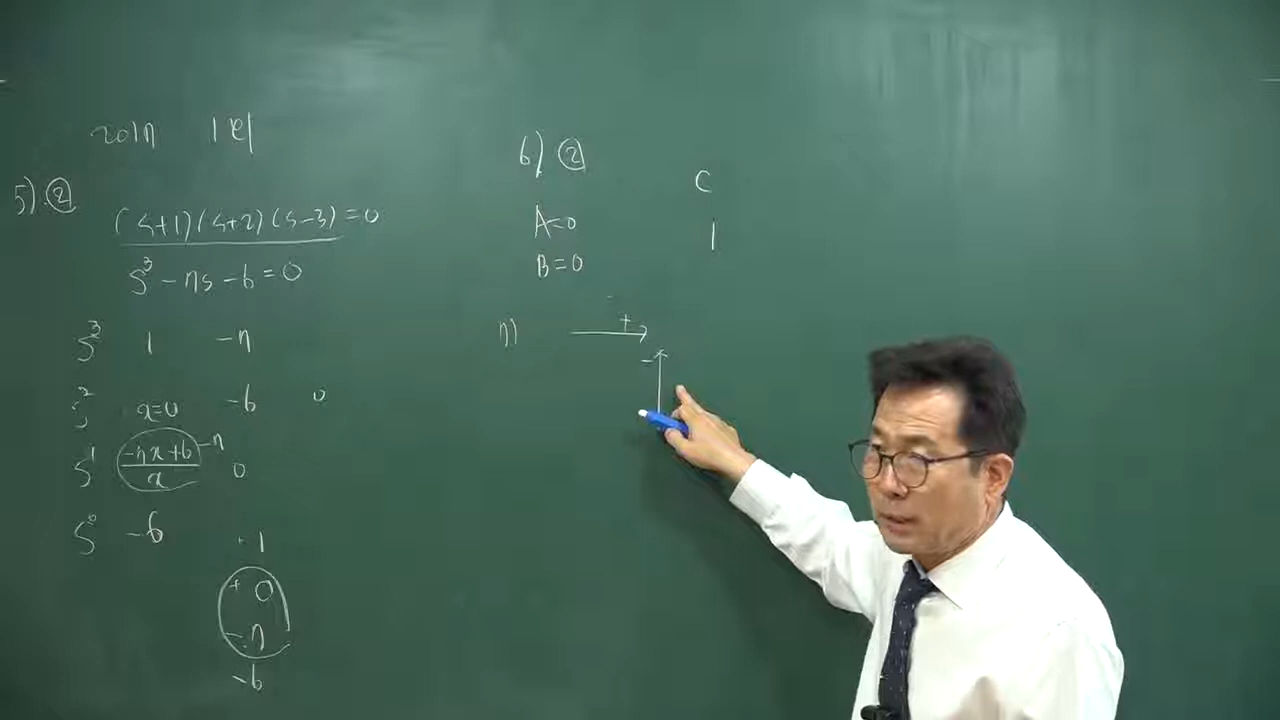 2017 1회
5) ②
(s+1)(s+2)(s-3)=0
s³-7s-6=0
s³ 1 -7
s² x=0 -6 0
s¹ (-7x+6)/x -7 0
s⁰ -6
+ 1
+ 0
- -7
-6
6) ②
A=0
B=0
C
1
7)
+
-